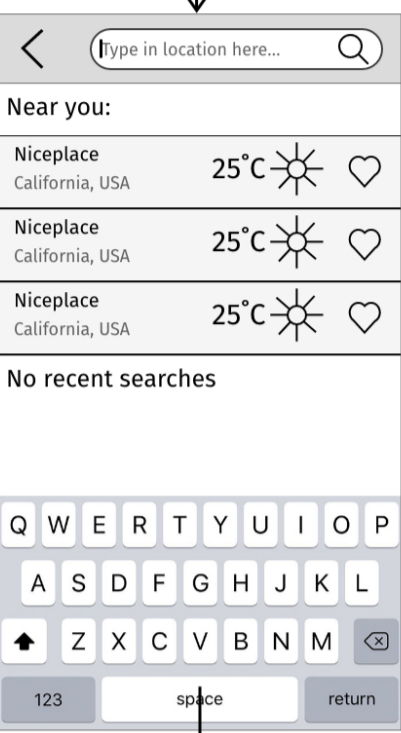 Type in location here...
Near you:
Niceplace
California, USA
25°C
Niceplace
California, USA
25°C
Niceplace
California, USA
25°C
No recent searches
Q W E R T Y U I O P
A S D F G H J K L
Z X C V B N M
123 space return